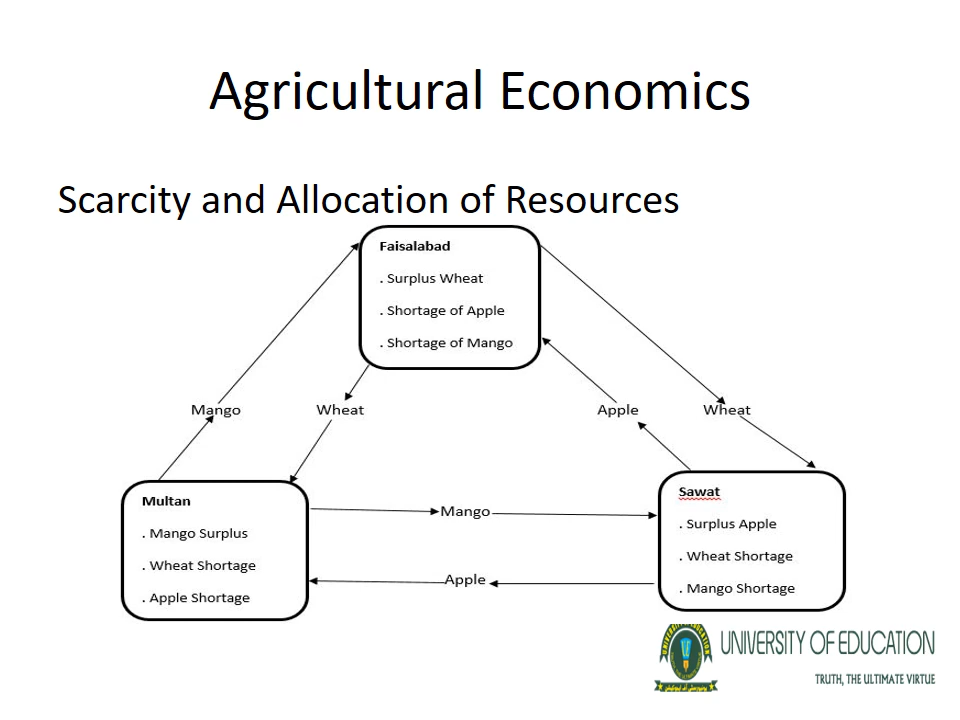 Agricultural Economics
Scarcity and Allocation of Resources
Faisalabad
. Surplus Wheat
. Shortage of Apple
. Shortage of Mango
Mango
Wheat
Apple
Wheat
Multan
. Mango Surplus
. Wheat Shortage
. Apple Shortage
Mango
Apple
Sawat
. Surplus Apple
. Wheat Shortage
. Mango Shortage
UNIVERSITY OF EDUCATION
TRUTH, THE ULTIMATE VIRTUE